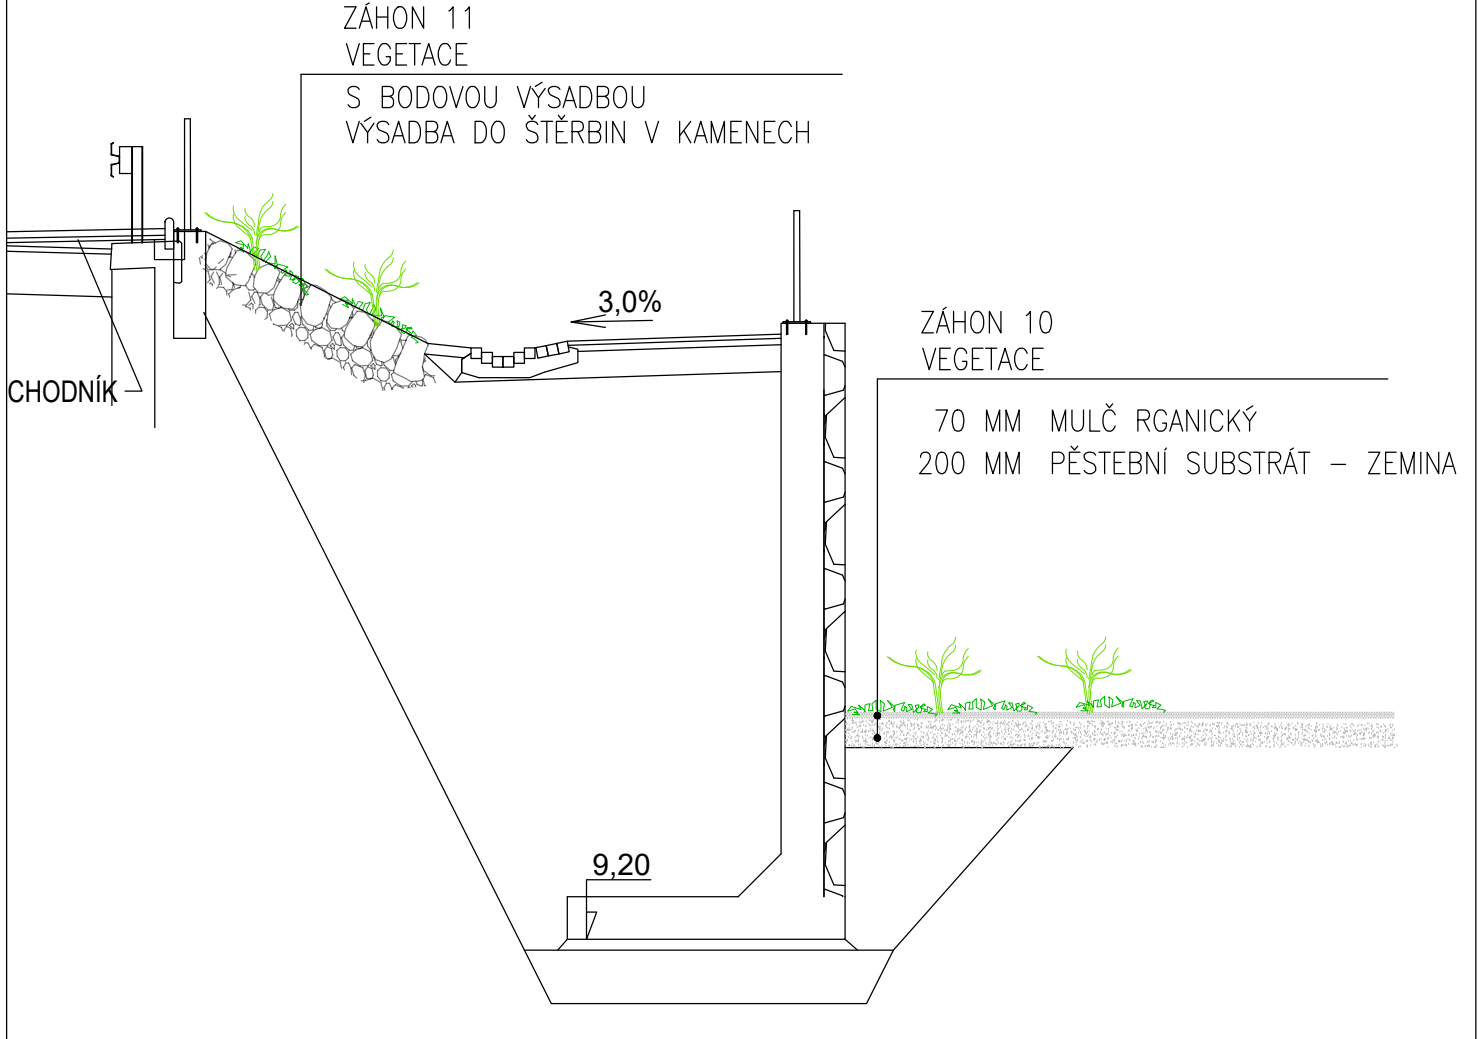 ZÁHON 11
VEGETACE
S BODOVOU VÝSADBOU
VÝSADBA DO ŠTĚRBIN V KAMENECH
3,0%
ZÁHON 10
VEGETACE
CHODNÍK
70 MM MULČ RGANICKÝ
200 MM PĚSTEBNÍ SUBSTRÁT – ZEMINA
9,20